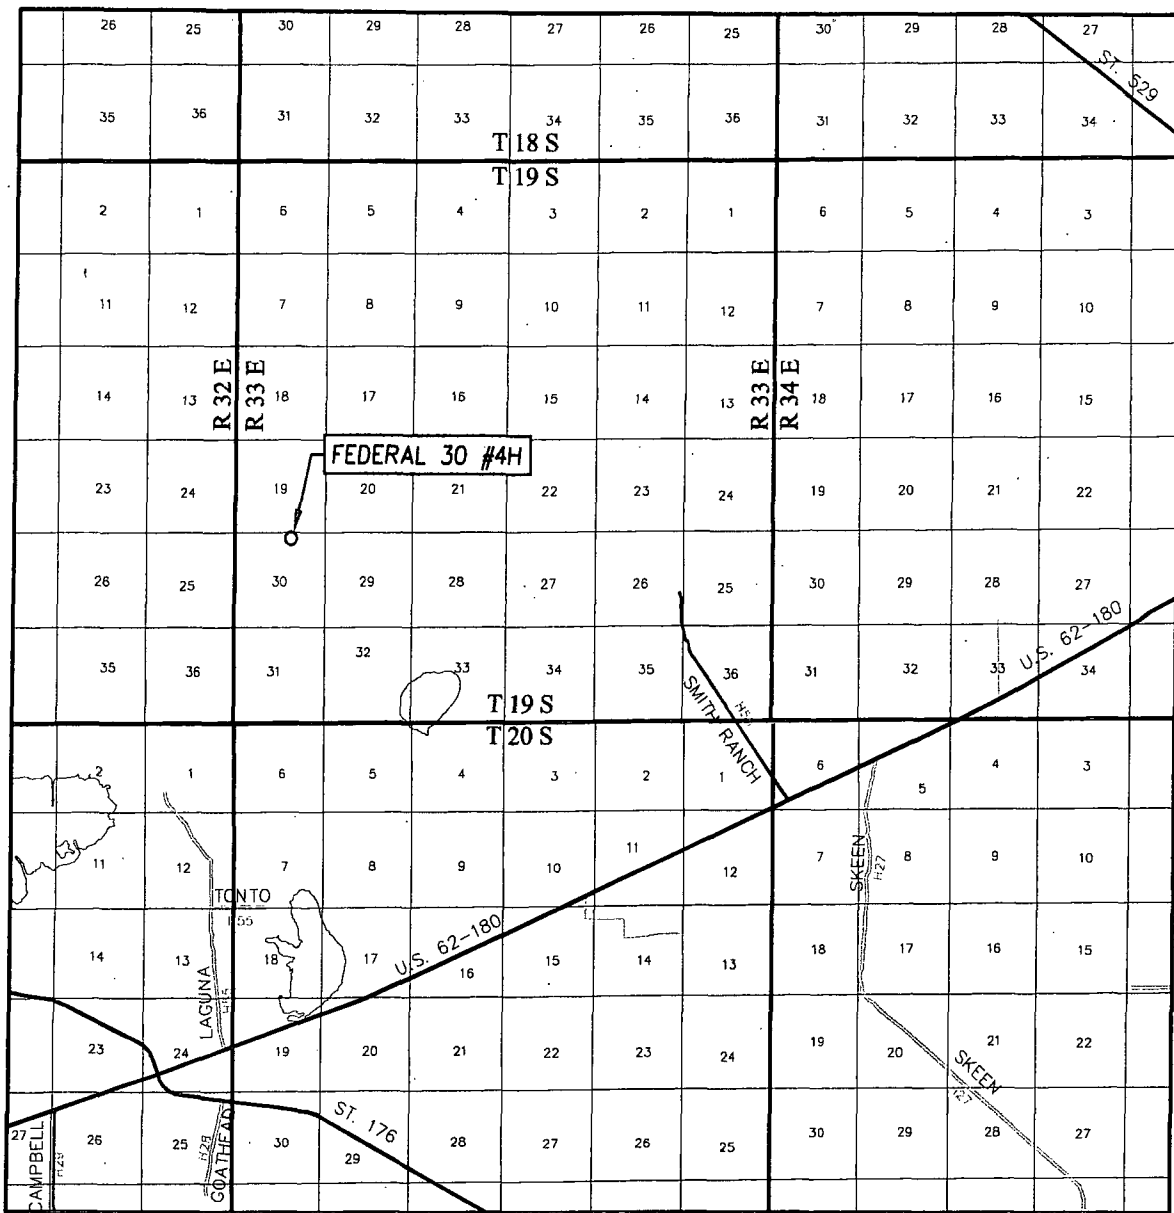 26 25 30 29 28 27 26 25 30 29 28 27
ST. 529
35 36 31 32 33 34 35 36 31 32 33 34
T 18 S
T 19 S
2 1 6 5 4 3 2 1 6 5 4 3
11 12 7 8 9 10 11 12 7 8 9 10
R 32 E
R 33 E
R 33 E
R 34 E
14 13 18 17 16 15 14 13 18 17 16 15
FEDERAL 30 #4H
23 24 19 20 21 22 23 24 19 20 21 22
26 25 30 29 28 27 26 25 30 29 28 27
U.S. 62-180
35 36 31 32 33 34 35 36 31 32 33 34
SMITH RANCH
T 19 S
T 20 S
2 1 6 5 4 3 2 1 6 5 4 3
11 12 7 8 9 10 11 12 7 8 9 10
SKEEN
H27
TONTO
14 13 18 17 16 15 14 13 18 17 16 15
U.S. 62-180
LAGUNA
23 24 19 20 21 22 23 24 19 20 21 22
SKEEN
H27
ST. 176
27 26 25 30 29 28 27 26 25 30 29 28 27
CAMPBELL
H29
H28
GOATHEAD